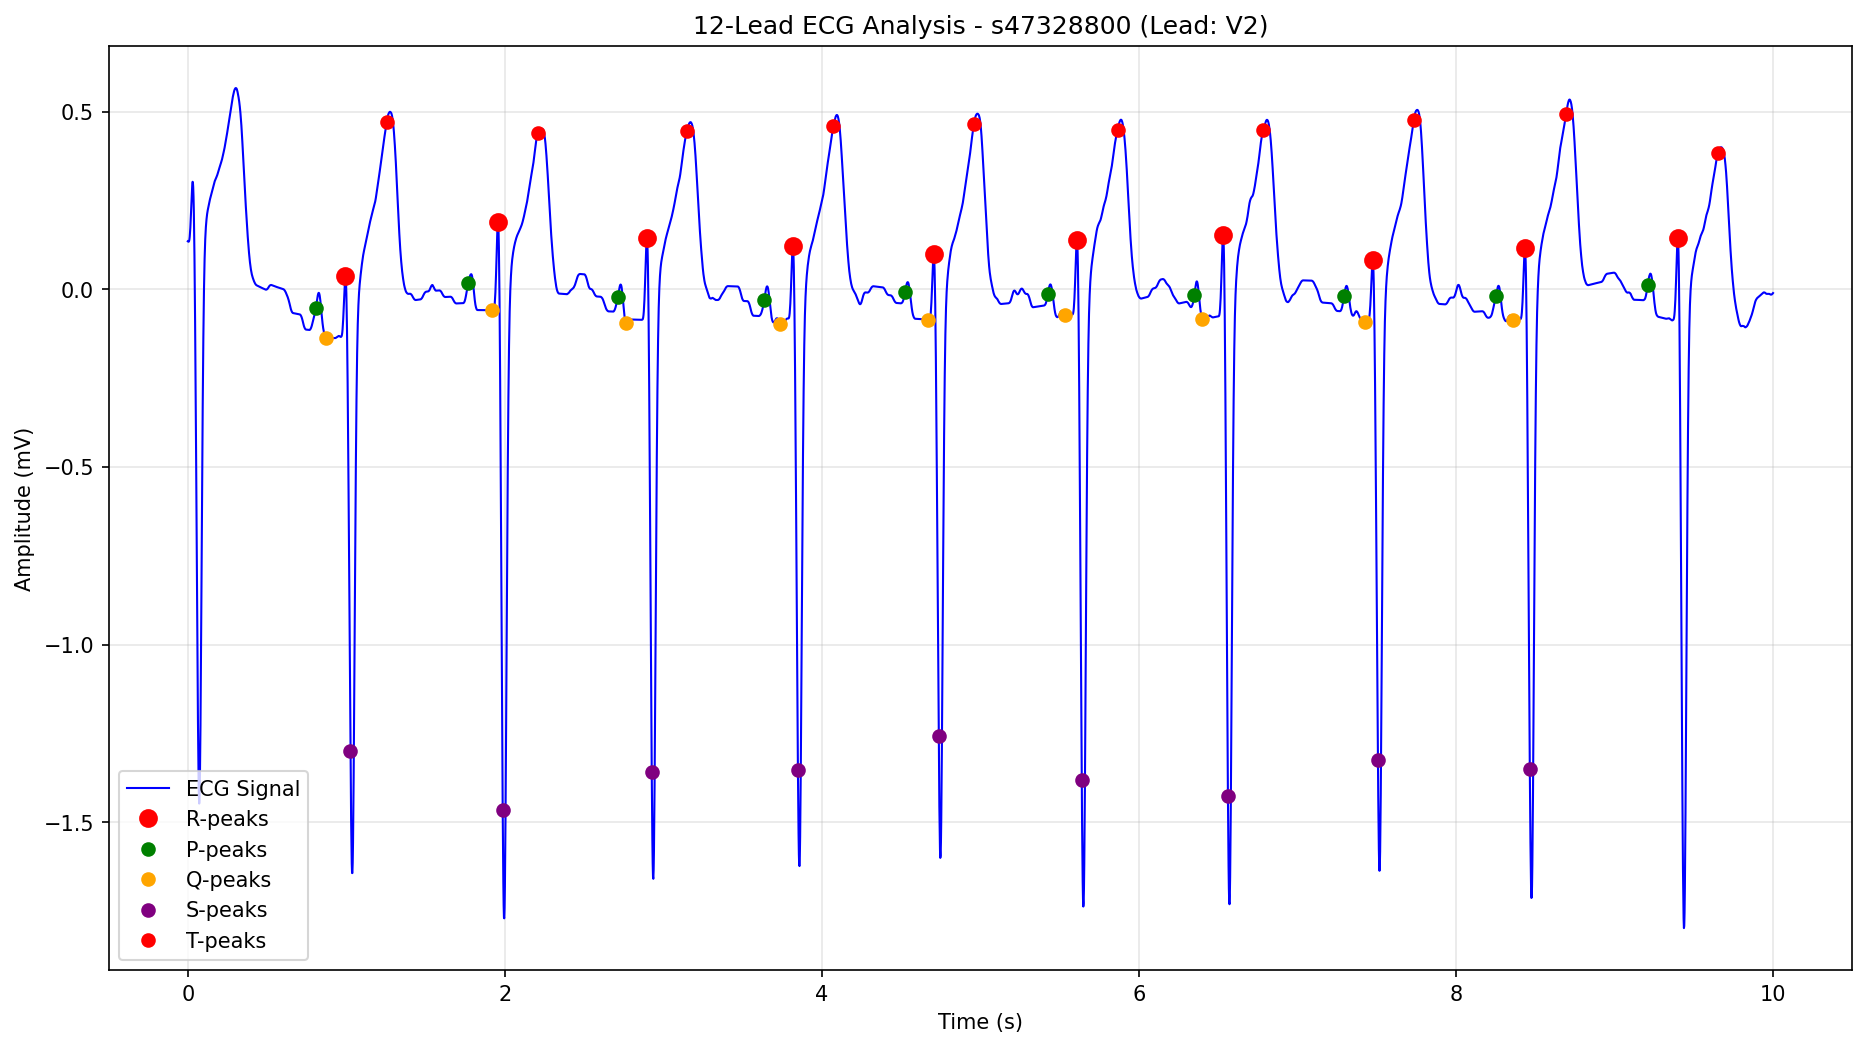 12-Lead ECG Analysis - s47328800 (Lead: V2)
Amplitude (mV)
0.5
0.0
−0.5
−1.0
−1.5
ECG Signal
R-peaks
P-peaks
Q-peaks
S-peaks
T-peaks
0 2 4 6 8 10
Time (s)